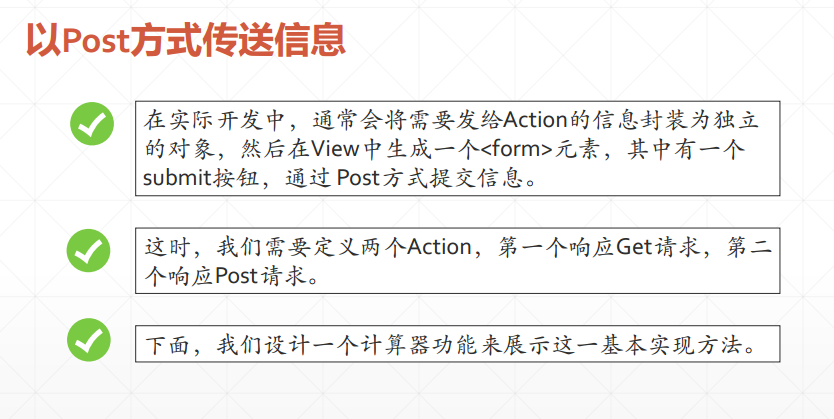 以Post方式传送信息
在实际开发中，通常会将需要发给Action的信息封装为独立
的对象，然后在View中生成一个<form>元素，其中有一个
submit按钮，通过 Post方式提交信息。
这时，我们需要定义两个Action，第一个响应Get请求，第二
个响应Post请求。
下面，我们设计一个计算器功能来展示这一基本实现方法。